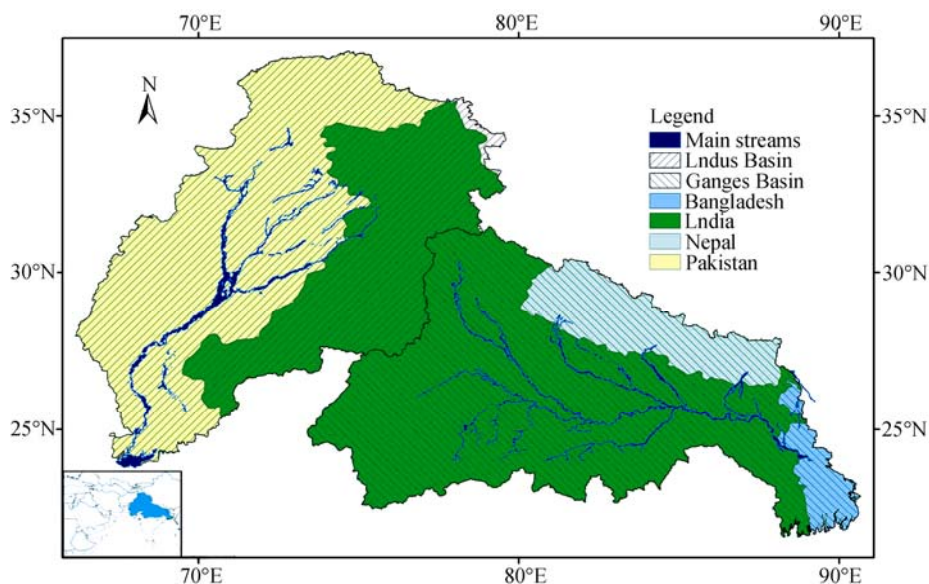 70°E 80°E 90°E
N
35°N 35°N
30°N 30°N
25°N 25°N
Legend
Main streams
Lndus Basin
Ganges Basin
Bangladesh
Lndia
Nepal
Pakistan
70°E 80°E 90°E